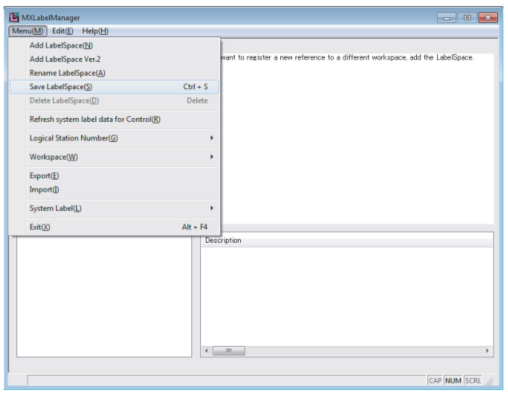 MXLabelManager
Menu(M) Edit(E) Help(H)
Add LabelSpace(N)
Add LabelSpace Ver.2
want to register a new reference to a different workspace, add the LabelSpace.
Rename LabelSpace(A)
Save LabelSpace(S) Ctrl + S
Delete LabelSpace(D) Delete
Refresh system label data for Control(R)
Logical Station Number(G)
Workspace(W)
Export(E)
Import(I)
System Label(L)
Exit(X) Alt + F4
Description
CAP NUM SCRL